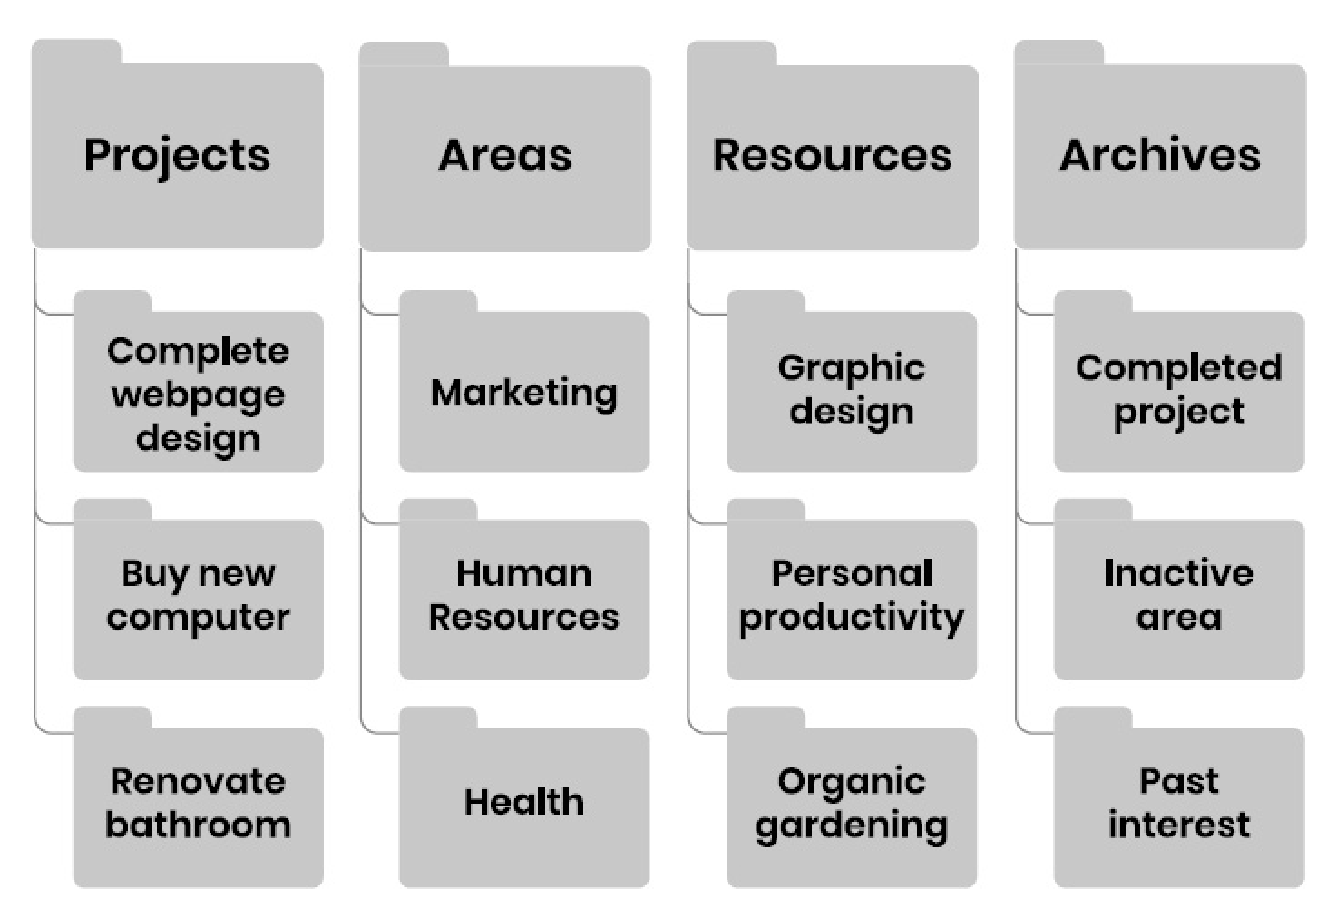 Projects
Areas
Resources
Archives
Complete
webpage
design
Marketing
Graphic
design
Completed
project
Buy new
computer
Human
Resources
Personal
productivity
Inactive
area
Renovate
bathroom
Health
Organic
gardening
Past
interest